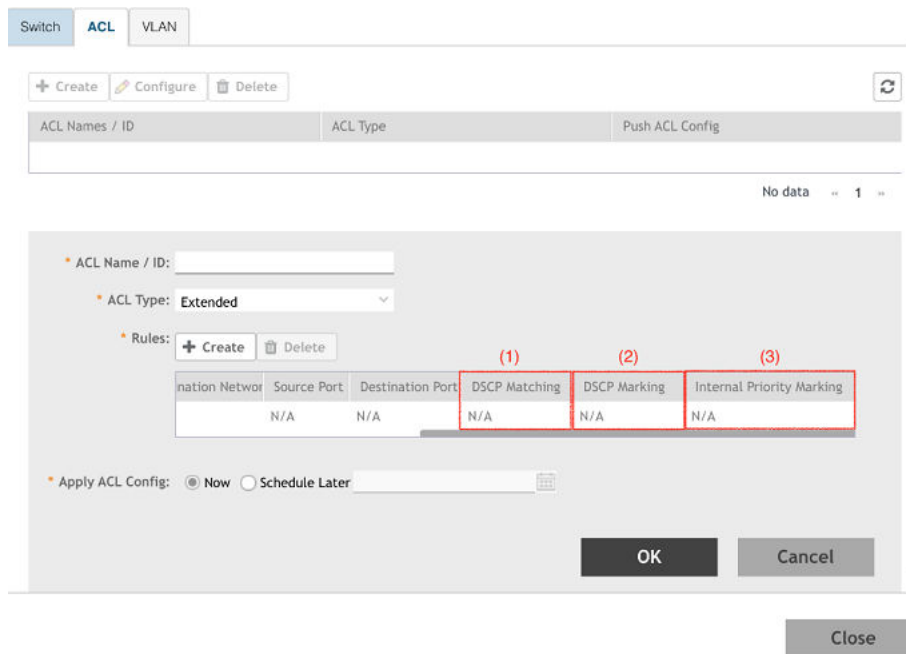 Switch ACL VLAN
Create Configure Delete
ACL Names / ID ACL Type Push ACL Config
No data 1
* ACL Name / ID:
* ACL Type: Extended
* Rules: Create Delete
(1) (2) (3)
nation Networ Source Port Destination Port DSCP Matching DSCP Marking Internal Priority Marking
N/A N/A N/A N/A N/A
* Apply ACL Config: Now Schedule Later
OK Cancel
Close